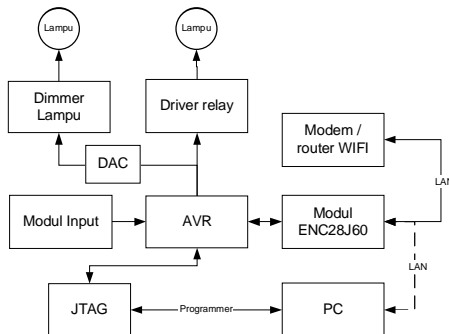 Lampu
Lampu
Dimmer
Lampu
Driver relay
Modem /
router WIFI
DAC
LAN
Modul Input
AVR
Modul
ENC28J60
LAN
JTAG
Programmer
PC